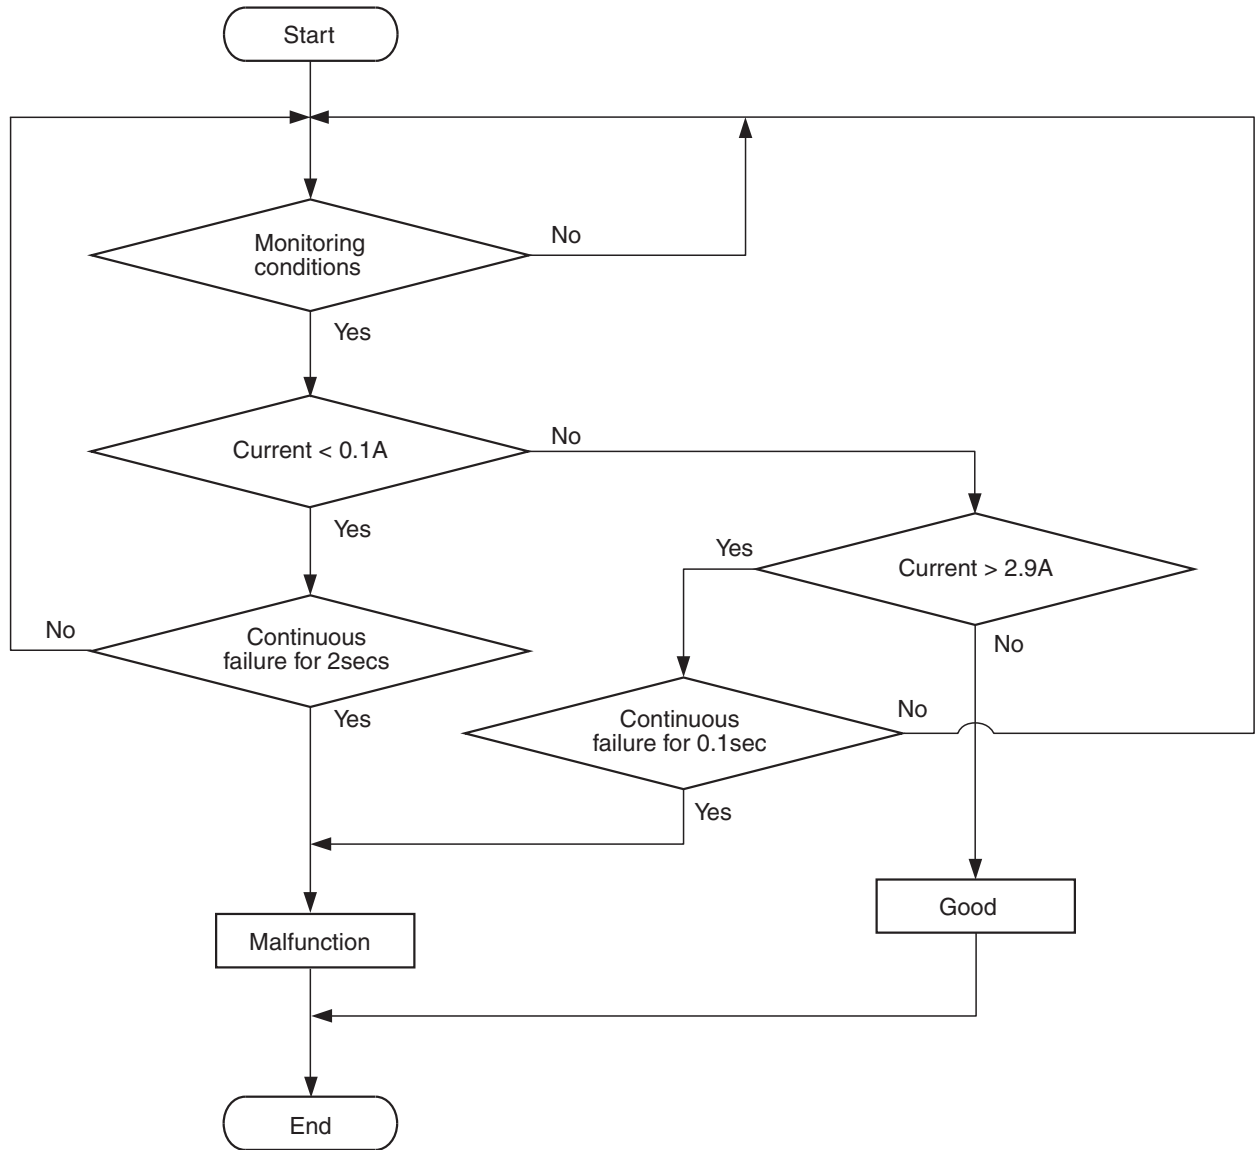 Start
Monitoring
conditions
No
Yes
Current < 0.1A
No
Yes
Current > 2.9A
Yes
No
Continuous
failure for 2secs
No
Yes
Continuous
failure for 0.1sec
No
Yes
Good
Malfunction
End